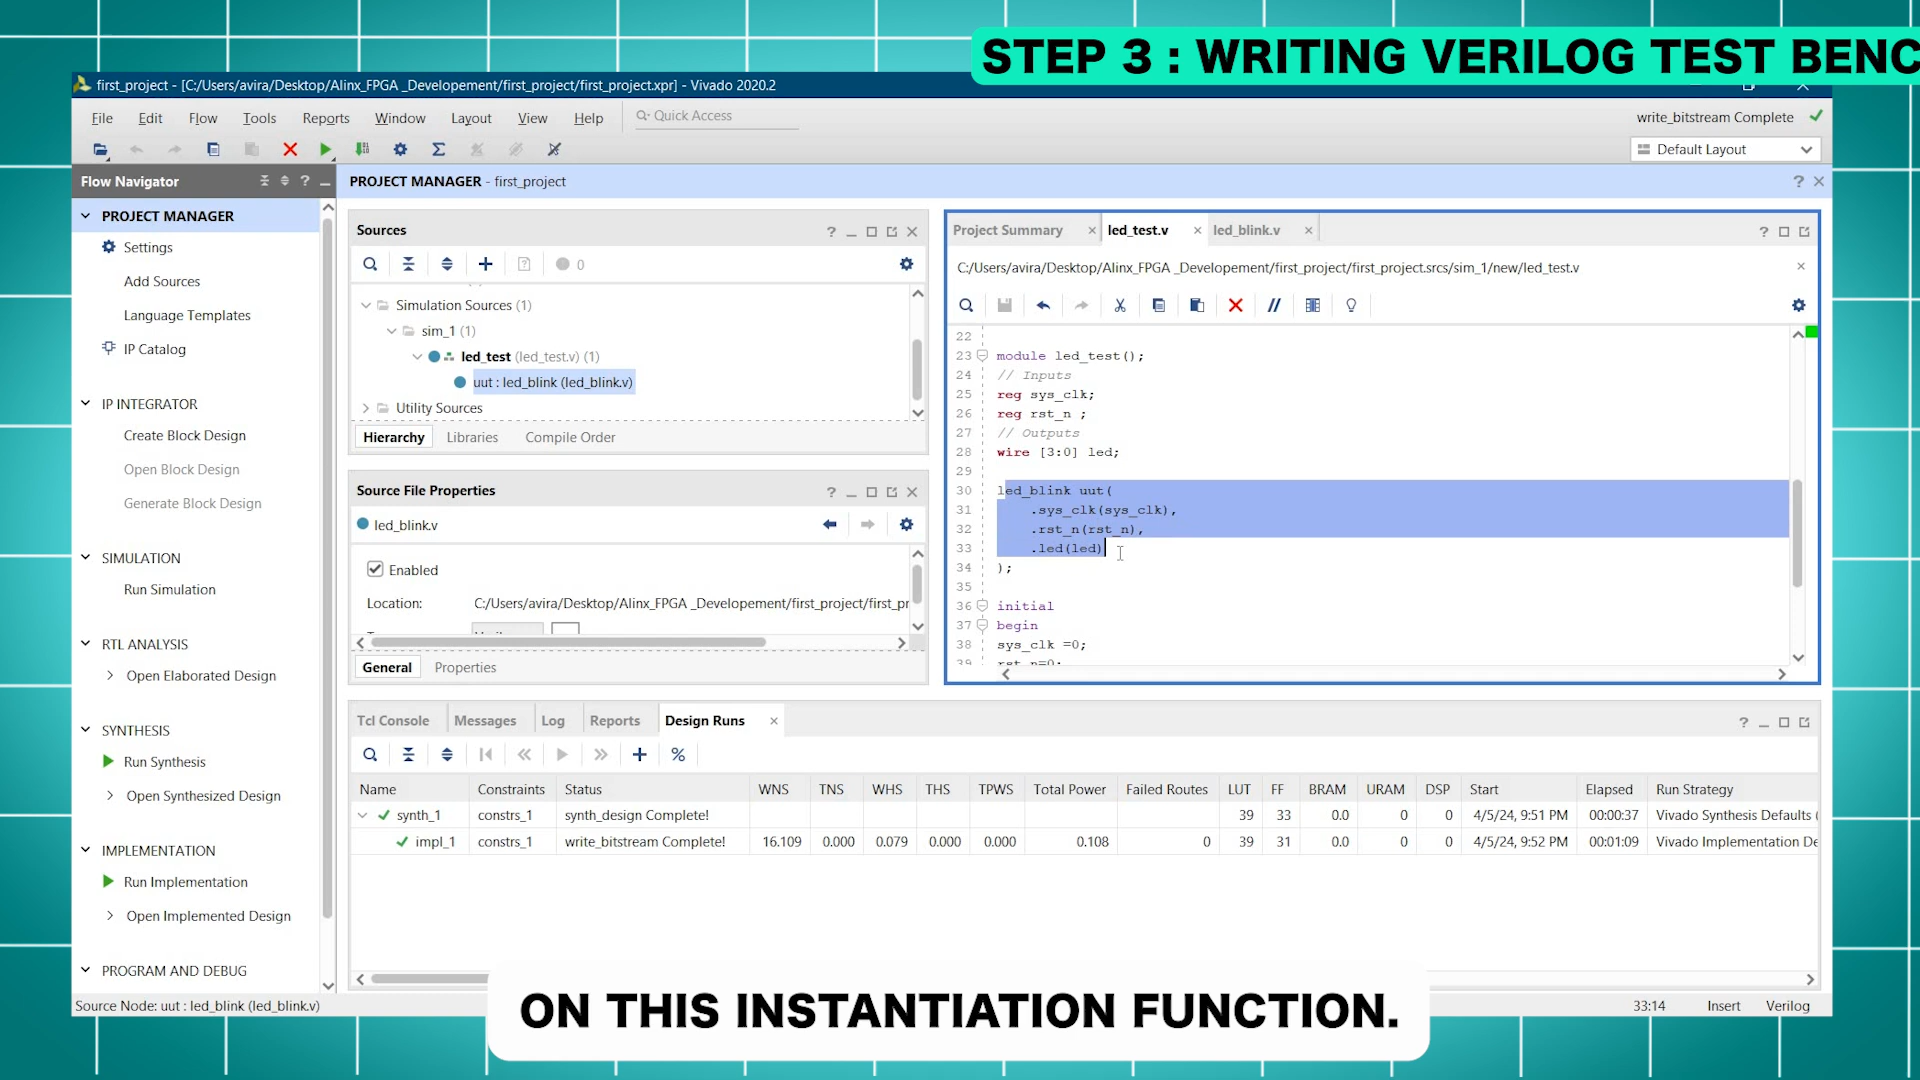 STEP 3 : WRITING VERILOG TEST BENC
first_project - [C:/Users/avira/Desktop/Alinx_FPGA _Developement/first_project/first_project.xpr] - Vivado 2020.2
File Edit Flow Tools Reports Window Layout View Help Quick Access
write_bitstream Complete
Default Layout
Flow Navigator
PROJECT MANAGER - first_project
PROJECT MANAGER
Settings
Add Sources
Language Templates
IP Catalog
IP INTEGRATOR
Create Block Design
Open Block Design
Generate Block Design
SIMULATION
Run Simulation
RTL ANALYSIS
Open Elaborated Design
SYNTHESIS
Run Synthesis
Open Synthesized Design
IMPLEMENTATION
Run Implementation
Open Implemented Design
PROGRAM AND DEBUG
Source Node: uut : led_blink (led_blink.v)
Sources
0
Simulation Sources (1)
sim_1 (1)
led_test (led_test.v) (1)
uut : led_blink (led_blink.v)
Utility Sources
Hierarchy Libraries Compile Order
Source File Properties
led_blink.v
Enabled
Location: C:/Users/avira/Desktop/Alinx_FPGA _Developement/first_project/first_pr
General Properties
Project Summary led_test.v led_blink.v
C:/Users/avira/Desktop/Alinx_FPGA _Developement/first_project/first_project.srcs/sim_1/new/led_test.v
22
23 module led_test();
24 // Inputs
25 reg sys_clk;
26 reg rst_n ;
27 // Outputs
28 wire [3:0] led;
29
30 led_blink uut(
31 .sys_clk(sys_clk),
32 .rst_n(rst_n),
33 .led(led)
34 );
35
36 initial
37 begin
38 sys_clk =0;
39 rst_n=0;
Tcl Console Messages Log Reports Design Runs
Name Constraints Status WNS TNS WHS THS TPWS Total Power Failed Routes LUT FF BRAM URAM DSP Start Elapsed Run Strategy
synth_1 constrs_1 synth_design Complete! 39 33 0.0 0 0 4/5/24, 9:51 PM 00:00:37 Vivado Synthesis Defaults (
impl_1 constrs_1 write_bitstream Complete! 16.109 0.000 0.079 0.000 0.000 0.108 0 39 31 0.0 0 0 4/5/24, 9:52 PM 00:01:09 Vivado Implementation De
33:14 Insert Verilog
ON THIS INSTANTIATION FUNCTION.